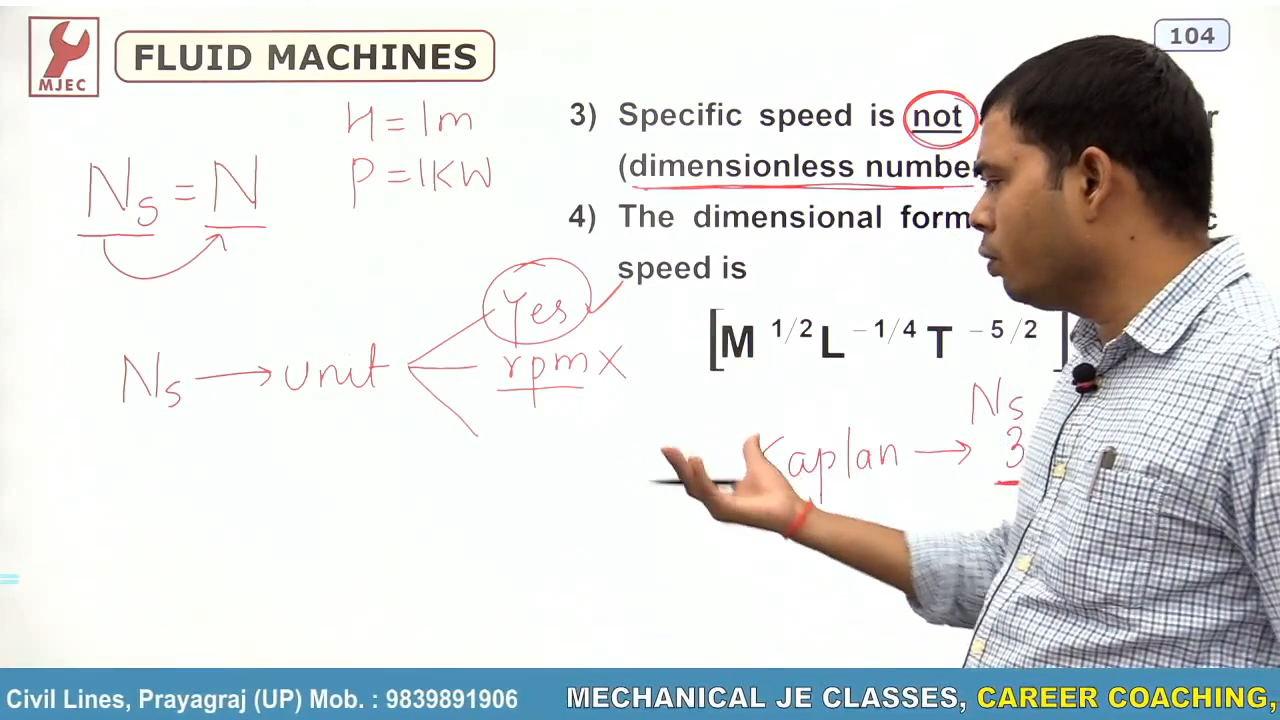 MJEC
FLUID MACHINES
104
H = 1m
P = 1KW
Ns = N
Ns → unit
Yes
rpm X
3) Specific speed is not
(dimensionless number
4) The dimensional form
speed is
[M 1/2 L -1/4 T -5/2]
Ns
Kaplan → 3
Civil Lines, Prayagraj (UP) Mob. : 9839891906 MECHANICAL JE CLASSES, CAREER COACHING,